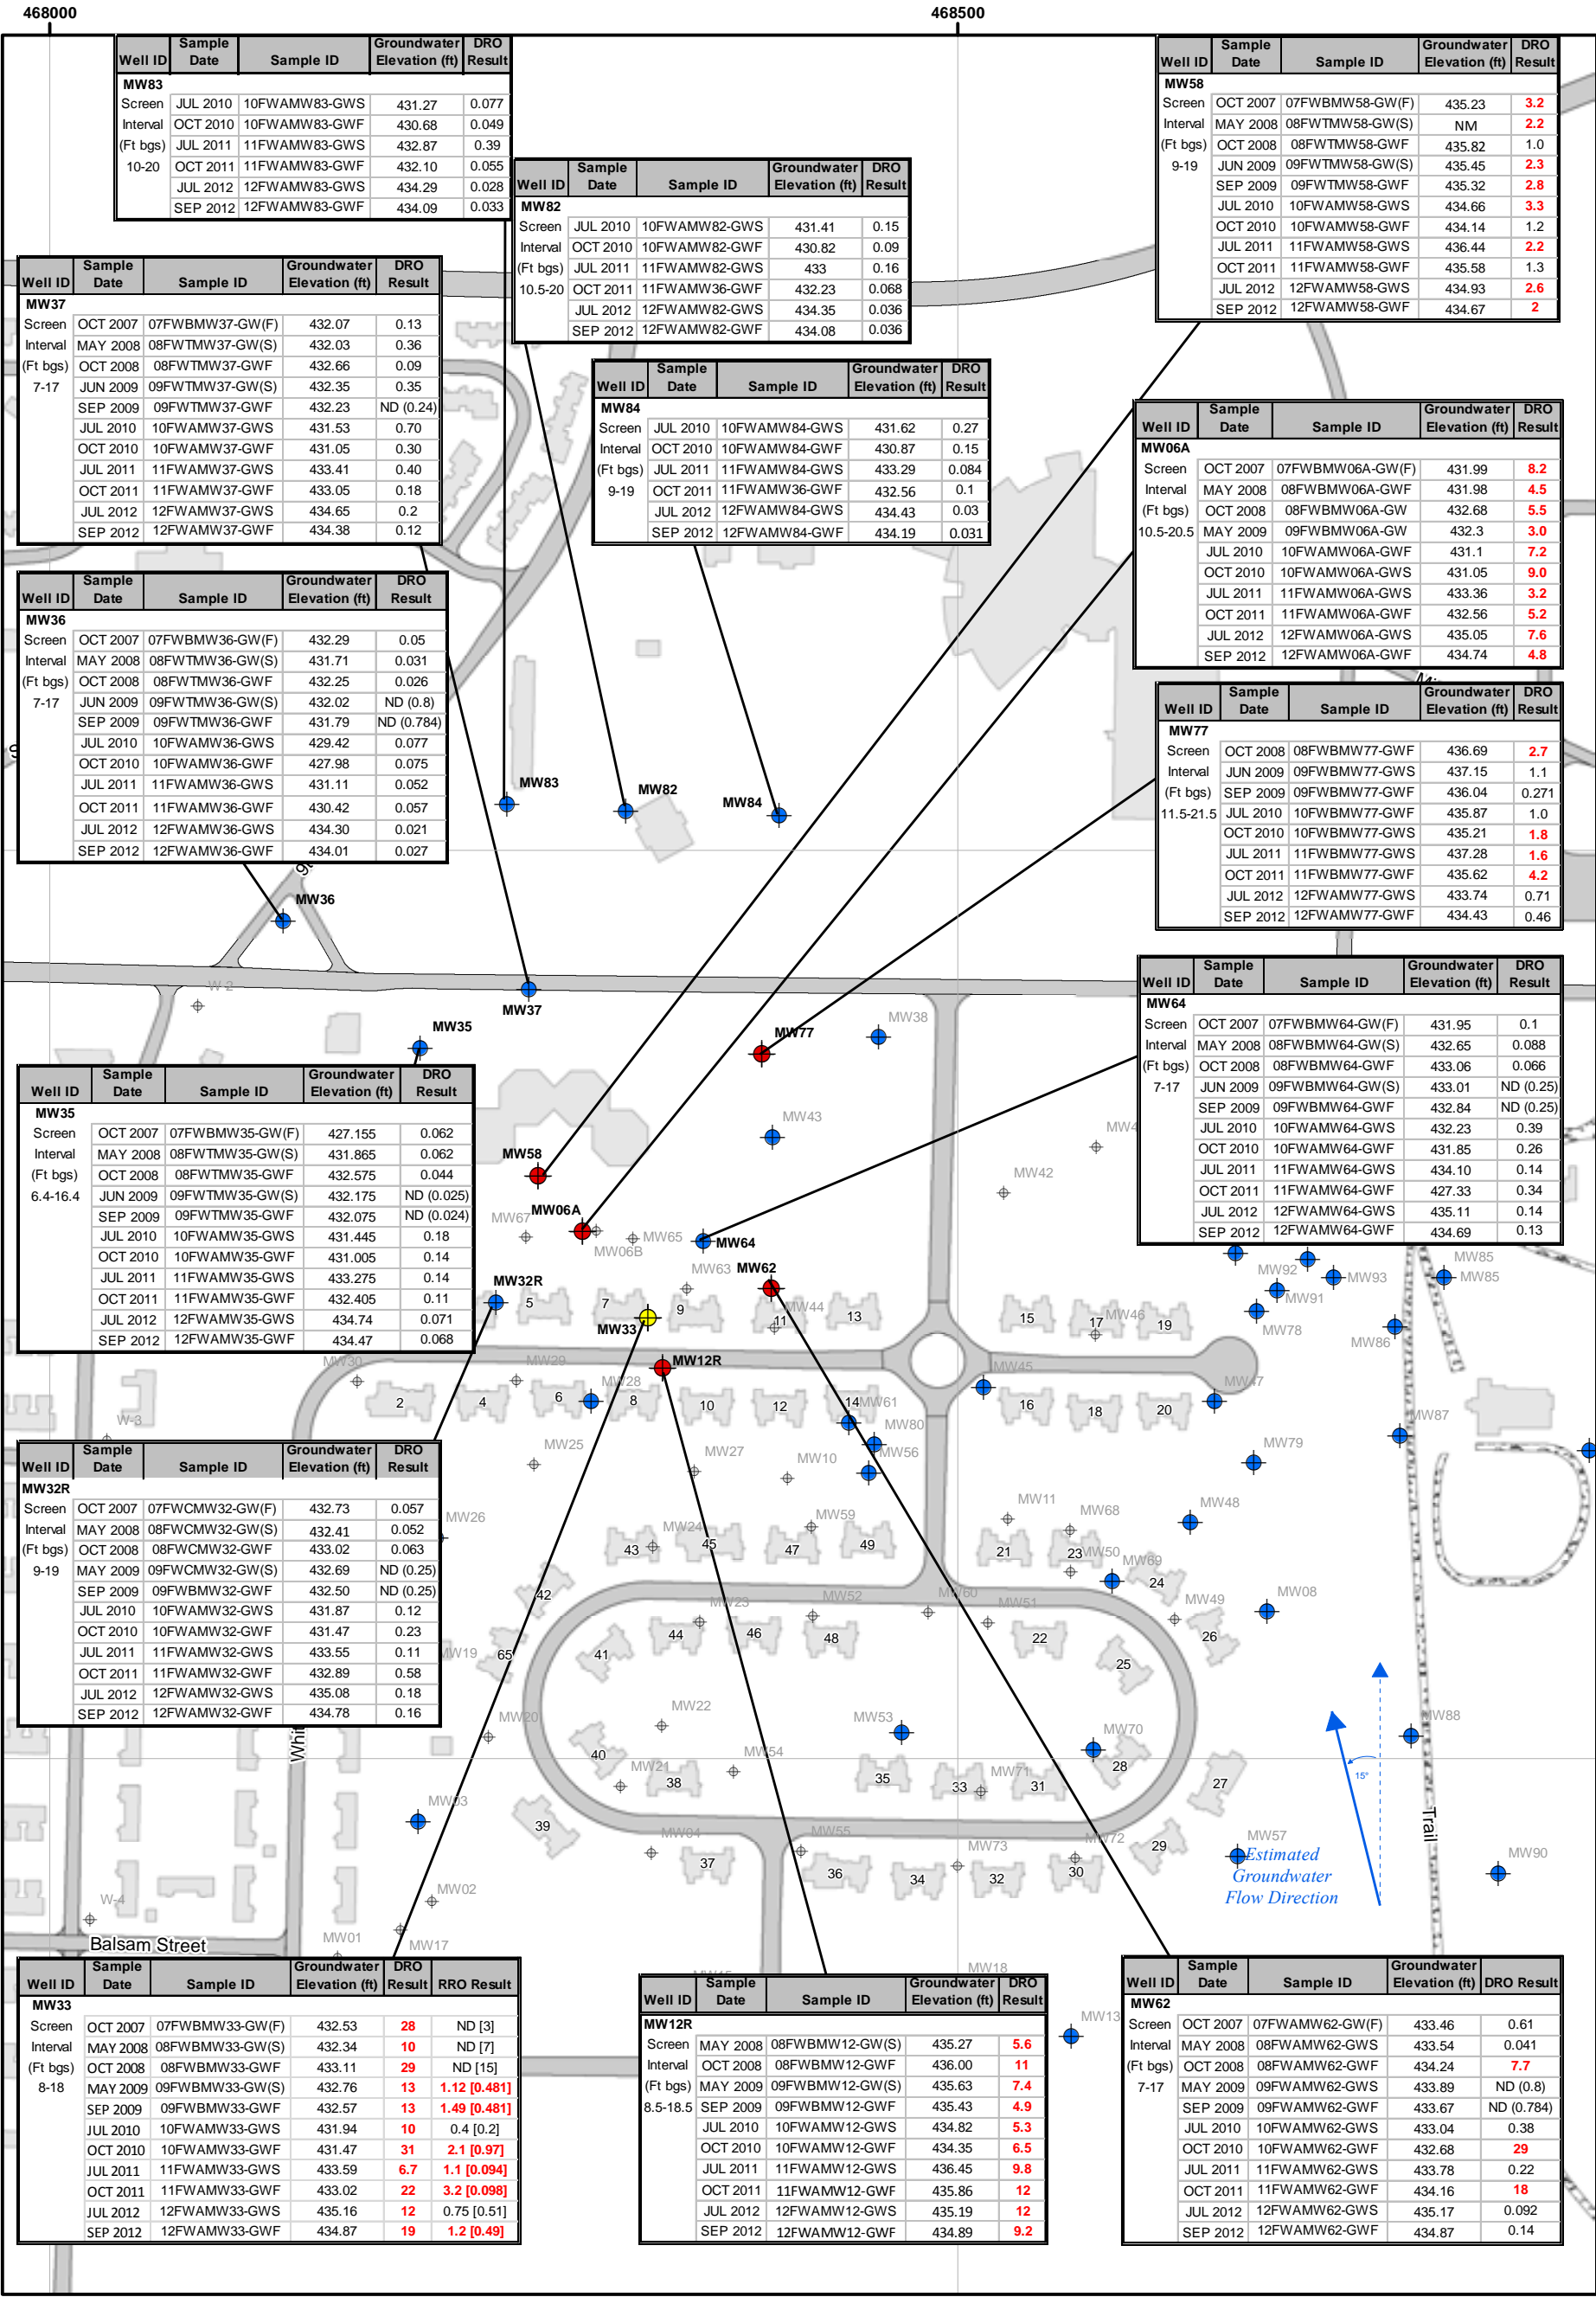 468000
468500
Well ID Sample Date Sample ID Groundwater Elevation (ft) DRO Result
MW83
Screen JUL 2010 10FWAMW83-GWS 431.27 0.077
Interval OCT 2010 10FWAMW83-GWF 430.68 0.049
(Ft bgs) JUL 2011 11FWAMW83-GWS 432.87 0.39
10-20 OCT 2011 11FWAMW83-GWF 432.10 0.055
JUL 2012 12FWAMW83-GWS 434.29 0.028
SEP 2012 12FWAMW83-GWF 434.09 0.033
Well ID Sample Date Sample ID Groundwater Elevation (ft) DRO Result
MW82
Screen JUL 2010 10FWAMW82-GWS 431.41 0.15
Interval OCT 2010 10FWAMW82-GWF 430.82 0.09
(Ft bgs) JUL 2011 11FWAMW82-GWS 433 0.16
10.5-20 OCT 2011 11FWAMW36-GWF 432.23 0.068
JUL 2012 12FWAMW82-GWS 434.35 0.036
SEP 2012 12FWAMW82-GWF 434.08 0.036
Well ID Sample Date Sample ID Groundwater Elevation (ft) DRO Result
MW58
Screen OCT 2007 07FWBMW58-GW(F) 435.23 3.2
Interval MAY 2008 08FWTMW58-GW(S) NM 2.2
(Ft bgs) OCT 2008 08FWTMW58-GWF 435.82 1.0
9-19 JUN 2009 09FWTMW58-GW(S) 435.45 2.3
SEP 2009 09FWTMW58-GWF 435.32 2.8
JUL 2010 10FWAMW58-GWS 434.66 3.3
OCT 2010 10FWAMW58-GWF 434.14 1.2
JUL 2011 11FWAMW58-GWS 436.44 2.2
OCT 2011 11FWAMW58-GWF 435.58 1.3
JUL 2012 12FWAMW58-GWS 434.93 2.6
SEP 2012 12FWAMW58-GWF 434.67 2
Well ID Sample Date Sample ID Groundwater Elevation (ft) DRO Result
MW37
Screen OCT 2007 07FWBMW37-GW(F) 432.07 0.13
Interval MAY 2008 08FWTMW37-GW(S) 432.03 0.36
(Ft bgs) OCT 2008 08FWTMW37-GWF 432.66 0.09
7-17 JUN 2009 09FWTMW37-GW(S) 432.35 0.35
SEP 2009 09FWTMW37-GWF 432.23 ND (0.24)
JUL 2010 10FWAMW37-GWS 431.53 0.70
OCT 2010 10FWAMW37-GWF 431.05 0.30
JUL 2011 11FWAMW37-GWS 433.41 0.40
OCT 2011 11FWAMW37-GWF 433.05 0.18
JUL 2012 12FWAMW37-GWS 434.65 0.2
SEP 2012 12FWAMW37-GWF 434.38 0.12
Well ID Sample Date Sample ID Groundwater Elevation (ft) DRO Result
MW84
Screen JUL 2010 10FWAMW84-GWS 431.62 0.27
Interval OCT 2010 10FWAMW84-GWF 430.87 0.15
(Ft bgs) JUL 2011 11FWAMW84-GWS 433.29 0.084
9-19 OCT 2011 11FWAMW36-GWF 432.56 0.1
JUL 2012 12FWAMW84-GWS 434.43 0.03
SEP 2012 12FWAMW84-GWF 434.19 0.031
Well ID Sample Date Sample ID Groundwater Elevation (ft) DRO Result
MW06A
Screen OCT 2007 07FWBMW06A-GW(F) 431.99 8.2
Interval MAY 2008 08FWBMW06A-GWF 431.98 4.5
(Ft bgs) OCT 2008 08FWBMW06A-GW 432.68 5.5
10.5-20.5 MAY 2009 09FWBMW06A-GW 432.3 3.0
JUL 2010 10FWAMW06A-GWF 431.1 7.2
OCT 2010 10FWAMW06A-GWS 431.05 9.0
JUL 2011 11FWAMW06A-GWS 433.36 3.2
OCT 2011 11FWAMW06A-GWF 432.56 5.2
JUL 2012 12FWAMW06A-GWS 435.05 7.6
SEP 2012 12FWAMW06A-GWF 434.74 4.8
Well ID Sample Date Sample ID Groundwater Elevation (ft) DRO Result
MW36
Screen OCT 2007 07FWBMW36-GW(F) 432.29 0.05
Interval MAY 2008 08FWTMW36-GW(S) 431.71 0.031
(Ft bgs) OCT 2008 08FWTMW36-GWF 432.25 0.026
7-17 JUN 2009 09FWTMW36-GW(S) 432.02 ND (0.8)
SEP 2009 09FWTMW36-GWF 431.79 ND (0.784)
JUL 2010 10FWAMW36-GWS 429.42 0.077
OCT 2010 10FWAMW36-GWF 427.98 0.075
JUL 2011 11FWAMW36-GWS 431.11 0.052
OCT 2011 11FWAMW36-GWF 430.42 0.057
JUL 2012 12FWAMW36-GWS 434.30 0.021
SEP 2012 12FWAMW36-GWF 434.01 0.027
Well ID Sample Date Sample ID Groundwater Elevation (ft) DRO Result
MW77
Screen OCT 2008 08FWBMW77-GWF 436.69 2.7
Interval JUN 2009 09FWBMW77-GWS 437.15 1.1
(Ft bgs) SEP 2009 09FWBMW77-GWF 436.04 0.271
11.5-21.5 JUL 2010 10FWBMW77-GWF 435.87 1.0
OCT 2010 10FWBMW77-GWS 435.21 1.8
JUL 2011 11FWBMW77-GWS 437.28 1.6
OCT 2011 11FWBMW77-GWF 435.62 4.2
JUL 2012 12FWAMW77-GWS 433.74 0.71
SEP 2012 12FWAMW77-GWF 434.43 0.46
MW83
MW82
MW84
MW36
MW37
W-2
MW35
MW77
MW38
Well ID Sample Date Sample ID Groundwater Elevation (ft) DRO Result
MW64
Screen OCT 2007 07FWBMW64-GW(F) 431.95 0.1
Interval MAY 2008 08FWBMW64-GW(S) 432.65 0.088
(Ft bgs) OCT 2008 08FWBMW64-GWF 433.06 0.066
7-17 JUN 2009 09FWBMW64-GW(S) 433.01 ND (0.25)
SEP 2009 09FWBMW64-GWF 432.84 ND (0.25)
JUL 2010 10FWAMW64-GWS 432.23 0.39
OCT 2010 10FWAMW64-GWF 431.85 0.26
JUL 2011 11FWAMW64-GWS 434.10 0.14
OCT 2011 11FWAMW64-GWF 427.33 0.34
JUL 2012 12FWAMW64-GWS 435.11 0.14
SEP 2012 12FWAMW64-GWF 434.69 0.13
Well ID Sample Date Sample ID Groundwater Elevation (ft) DRO Result
MW35
Screen OCT 2007 07FWBMW35-GW(F) 427.155 0.062
Interval MAY 2008 08FWTMW35-GW(S) 431.865 0.062
(Ft bgs) OCT 2008 08FWTMW35-GWF 432.575 0.044
6.4-16.4 JUN 2009 09FWTMW35-GW(S) 432.175 ND (0.025)
SEP 2009 09FWTMW35-GWF 432.075 ND (0.024)
JUL 2010 10FWAMW35-GWS 431.445 0.18
OCT 2010 10FWAMW35-GWF 431.005 0.14
JUL 2011 11FWAMW35-GWS 433.275 0.14
OCT 2011 11FWAMW35-GWF 432.405 0.11
JUL 2012 12FWAMW35-GWF 434.74 0.071
SEP 2012 12FWAMW35-GWF 434.47 0.068
MW43
MW4
MW42
MW58
MW06A
MW67
MW06B
MW65
MW64
MW63
MW62
MW32R
5
7
9
MW44
11
13
15
17
MW46
19
MW33
MW12R
MW92
MW93
MW91
MW78
MW85
MW85
MW86
MW30
MW29
MW28
MW45
MW47
2
4
6
8
10
12
14
MW61
16
18
20
MW80
MW56
W-3
MW25
MW27
MW10
MW87
MW79
MW26
MW24
MW59
MW11
MW68
MW48
43
45
47
49
21
23
MW50
MW69
24
Well ID Sample Date Sample ID Groundwater Elevation (ft) DRO Result
MW32R
Screen OCT 2007 07FWCMW32-GW(F) 432.73 0.057
Interval MAY 2008 08FWCMW32-GW(S) 432.41 0.052
(Ft bgs) OCT 2008 08FWCMW32-GWF 433.02 0.063
9-19 MAY 2009 09FWCMW32-GW(S) 432.69 ND (0.25)
SEP 2009 09FWBMW32-GWF 432.50 ND (0.25)
JUL 2010 10FWAMW32-GWS 431.87 0.12
OCT 2010 10FWAMW32-GWF 431.47 0.23
JUL 2011 11FWAMW32-GWS 433.55 0.11
OCT 2011 11FWAMW32-GWF 432.89 0.58
JUL 2012 12FWAMW32-GWS 435.08 0.18
SEP 2012 12FWAMW32-GWF 434.78 0.16
42
MW23
MW52
MW60
MW51
MW49
MW08
MW19
65
41
44
46
48
22
25
26
MW20
MW22
MW53
MW70
MW88
Whit
40
MW21
38
MW54
35
33
MW71
31
28
27
15°
MW03
39
MW04
37
MW55
36
34
MW73
32
MW72
30
29
MW57
Estimated
Groundwater
Flow Direction
Trail
MW90
W-4
MW02
Balsam Street
MW01
MW17
MW18
MW13
Well ID Sample Date Sample ID Groundwater Elevation (ft) DRO Result RRO Result
MW33
Screen OCT 2007 07FWBMW33-GW(F) 432.53 28 ND [3]
Interval MAY 2008 08FWBMW33-GW(S) 432.34 10 ND [7]
(Ft bgs) OCT 2008 08FWBMW33-GWF 433.11 29 ND [15]
8-18 MAY 2009 09FWBMW33-GW(S) 432.76 13 1.12 [0.481]
SEP 2009 09FWBMW33-GWF 432.57 13 1.49 [0.481]
JUL 2010 10FWAMW33-GWS 431.94 10 0.4 [0.2]
OCT 2010 10FWAMW33-GWF 431.47 31 2.1 [0.97]
JUL 2011 11FWAMW33-GWS 433.59 6.7 1.1 [0.094]
OCT 2011 11FWAMW33-GWF 433.02 22 3.2 [0.098]
JUL 2012 12FWAMW33-GWS 435.16 12 0.75 [0.51]
SEP 2012 12FWAMW33-GWF 434.87 19 1.2 [0.49]
Well ID Sample Date Sample ID Groundwater Elevation (ft) DRO Result
MW12R
Screen MAY 2008 08FWBMW12-GW(S) 435.27 5.6
Interval OCT 2008 08FWBMW12-GWF 436.00 11
(Ft bgs) MAY 2009 09FWBMW12-GW(S) 435.63 7.4
8.5-18.5 SEP 2009 09FWBMW12-GWF 435.43 4.9
JUL 2010 10FWAMW12-GWS 434.82 5.3
OCT 2010 10FWAMW12-GWF 434.35 6.5
JUL 2011 11FWAMW12-GWS 436.45 9.8
OCT 2011 11FWAMW12-GWF 435.86 12
JUL 2012 12FWAMW12-GWS 435.19 12
SEP 2012 12FWAMW12-GWF 434.89 9.2
Well ID Sample Date Sample ID Groundwater Elevation (ft) DRO Result
MW62
Screen OCT 2007 07FWAMW62-GW(F) 433.46 0.61
Interval MAY 2008 08FWAMW62-GWS 433.54 0.041
(Ft bgs) OCT 2008 08FWAMW62-GWF 434.24 7.7
7-17 MAY 2009 09FWAMW62-GWS 433.89 ND (0.8)
SEP 2009 09FWAMW62-GWF 433.67 ND (0.784)
JUL 2010 10FWAMW62-GWS 433.04 0.38
OCT 2010 10FWAMW62-GWF 432.68 29
JUL 2011 11FWAMW62-GWS 433.78 0.22
OCT 2011 11FWAMW62-GWF 434.16 18
JUL 2012 12FWAMW62-GWS 435.17 0.092
SEP 2012 12FWAMW62-GWF 434.87 0.14